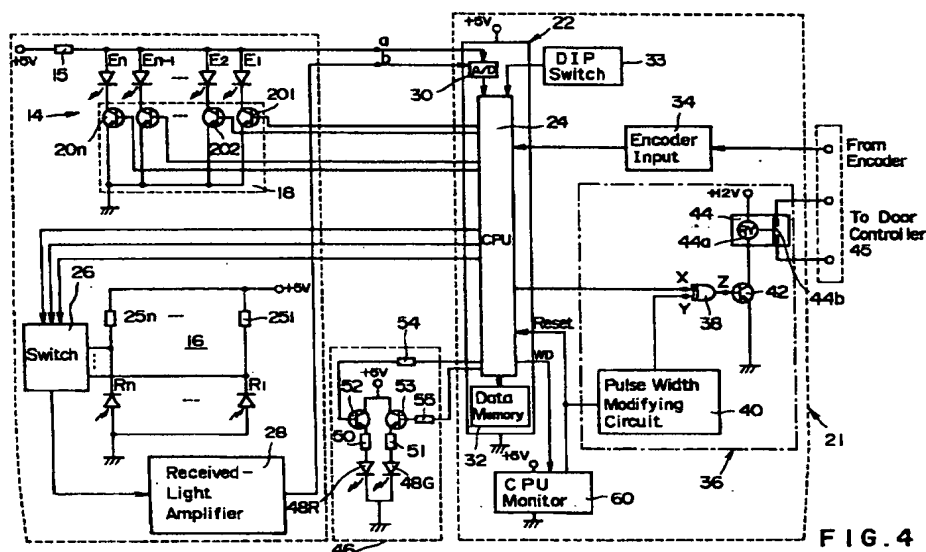 +5V
15
En
En-1
E2
E1
a
b
14
20n
202
201
18
26
Switch
25n
16
251
+5V
Rn
R1
28
Received-
Light
Amplifier
54
+5V
52
53
50
51
55
48R
48G
46
+5V
22
A/D
30
24
CPU
DIP
Switch
33
34
Encoder
Input
From
Encoder
+12V
44
RY
44a
44b
To Door
Controller
45
X
Y
38
Z
42
Reset
WD
Data
Memory
32
+5V
CPU
Monitor
60
Pulse Width
Modifying
Circuit
40
36
21
FIG.4